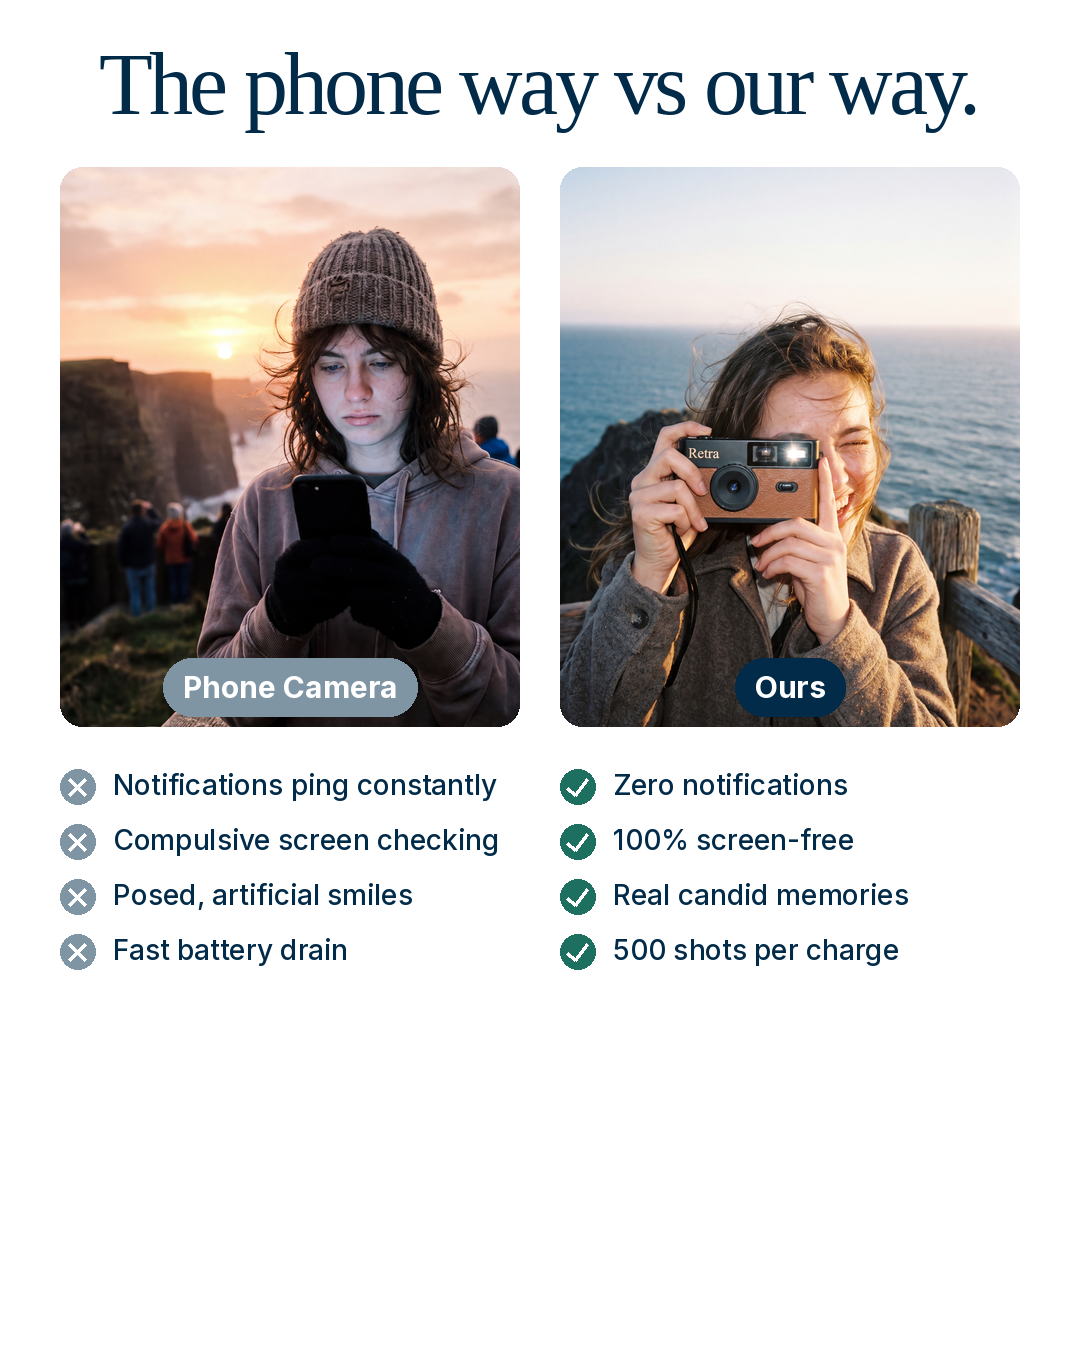 The phone way vs our way.
Retra
Phone Camera
Ours
Notifications ping constantly
Compulsive screen checking
Posed, artificial smiles
Fast battery drain
Zero notifications
100% screen-free
Real candid memories
500 shots per charge